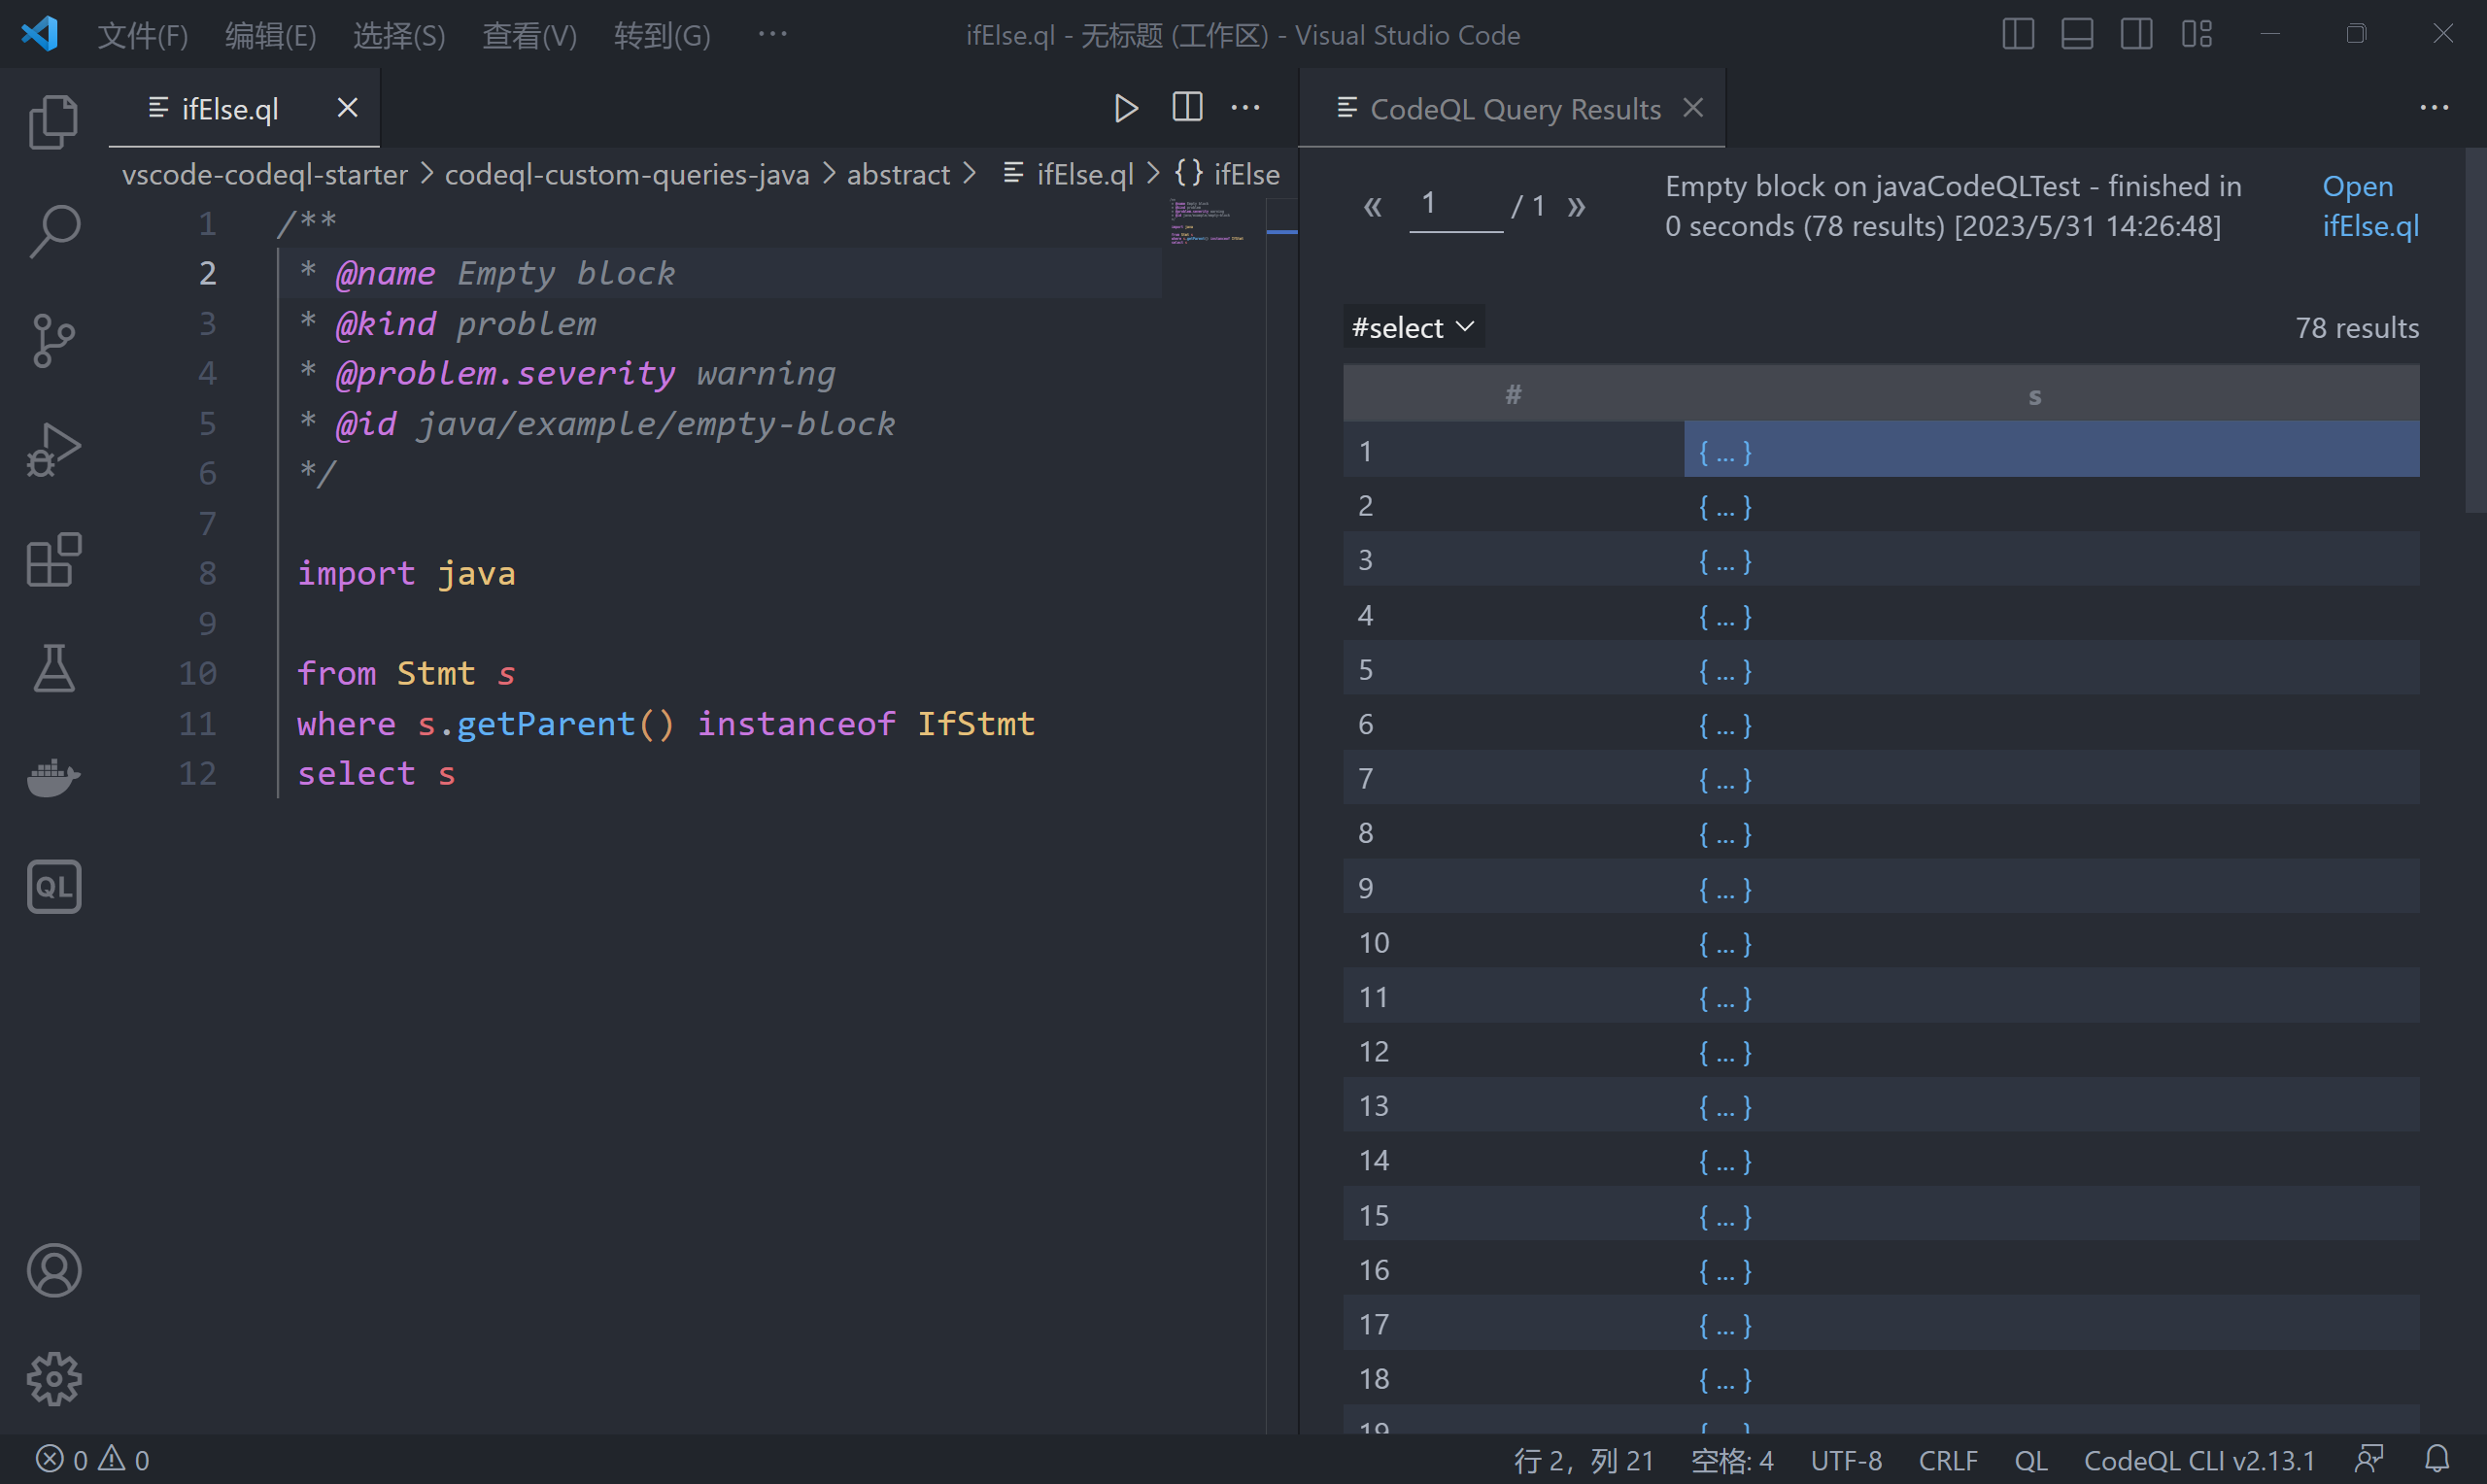 文件(F) 编辑(E) 选择(S) 查看(V) 转到(G) ··· ifElse.ql - 无标题 (工作区) - Visual Studio Code
ifElse.ql
vscode-codeql-starter > codeql-custom-queries-java > abstract > ifElse.ql > {} ifElse
1 /**
2 * @name Empty block
3 * @kind problem
4 * @problem.severity warning
5 * @id java/example/empty-block
6 */
7
8 import java
9
10 from Stmt s
11 where s.getParent() instanceof IfStmt
12 select s
QL
CodeQL Query Results
« 1 / 1 »
Empty block on javaCodeQLTest - finished in
0 seconds (78 results) [2023/5/31 14:26:48]
Open
ifElse.ql
#select 78 results
# s
1 { ... }
2 { ... }
3 { ... }
4 { ... }
5 { ... }
6 { ... }
7 { ... }
8 { ... }
9 { ... }
10 { ... }
11 { ... }
12 { ... }
13 { ... }
14 { ... }
15 { ... }
16 { ... }
17 { ... }
18 { ... }
19 { ... }
0 0 行 2，列 21 空格: 4 UTF-8 CRLF QL CodeQL CLI v2.13.1